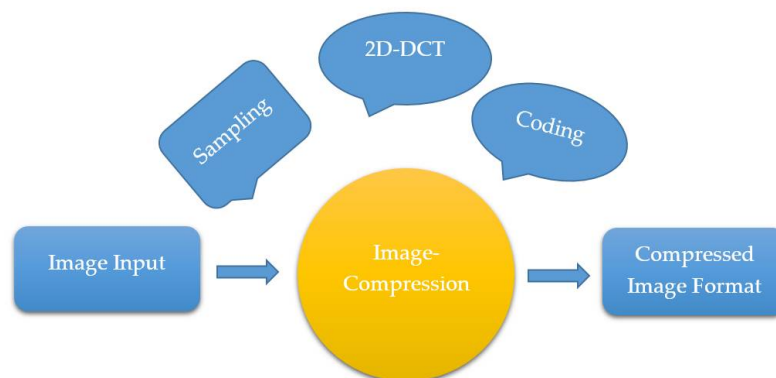 2D-DCT
Sampling
Coding
Image Input
Image-
Compression
Compressed
Image Format